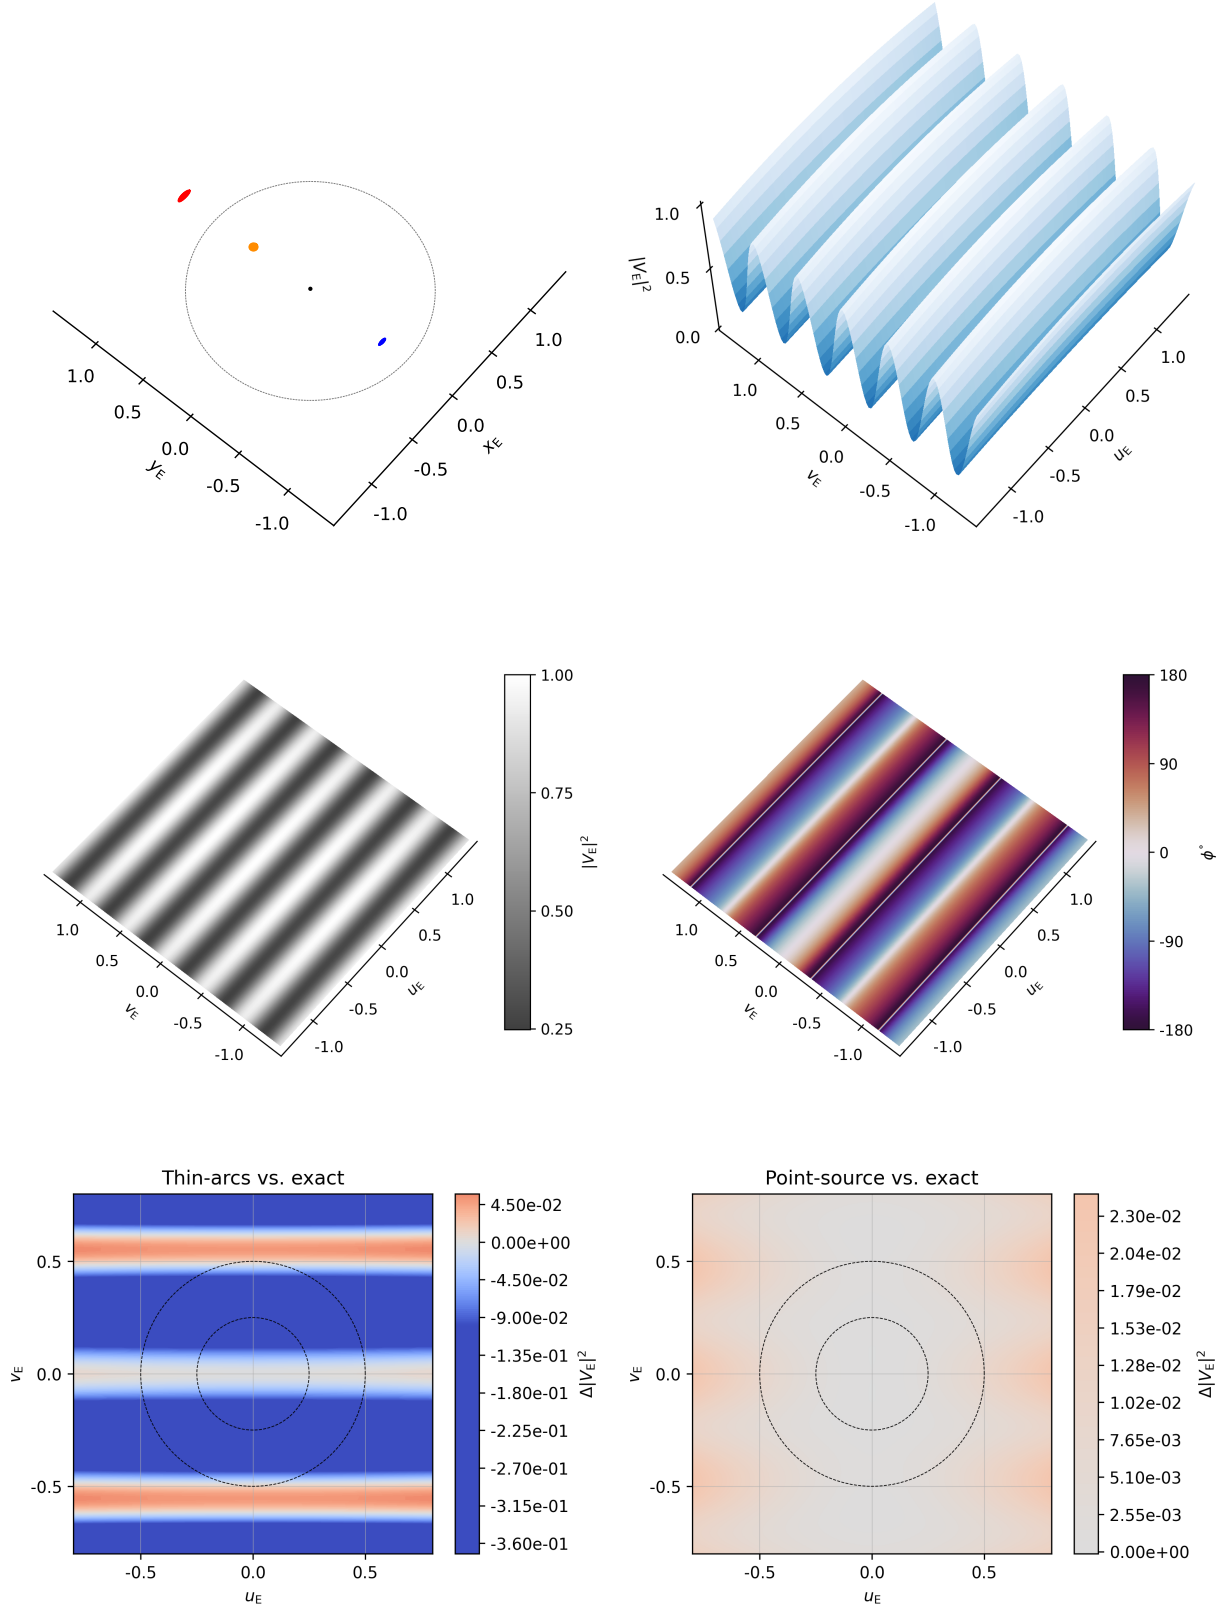 1.0
0.5
0.0
-0.5
-1.0
y_E
1.0
0.5
0.0
-0.5
-1.0
x_E
1.0
0.5
0.0
|V_E|^2
1.0
0.5
0.0
-0.5
-1.0
v_E
1.0
0.5
0.0
-0.5
-1.0
u_E
1.0
0.5
0.0
-0.5
-1.0
v_E
1.0
0.5
0.0
-0.5
-1.0
u_E
1.00
0.75
0.50
0.25
|V_E|^2
1.0
0.5
0.0
-0.5
-1.0
v_E
1.0
0.5
0.0
-0.5
-1.0
u_E
180
90
0
-90
-180
ϕ°
Thin-arcs vs. exact
0.5
0.0
-0.5
v_E
-0.5 0.0 0.5
u_E
4.50e-02
0.00e+00
-4.50e-02
-9.00e-02
-1.35e-01
-1.80e-01
-2.25e-01
-2.70e-01
-3.15e-01
-3.60e-01
Δ|V_E|^2
Point-source vs. exact
0.5
0.0
-0.5
v_E
-0.5 0.0 0.5
u_E
2.30e-02
2.04e-02
1.79e-02
1.53e-02
1.28e-02
1.02e-02
7.65e-03
5.10e-03
2.55e-03
0.00e+00
Δ|V_E|^2